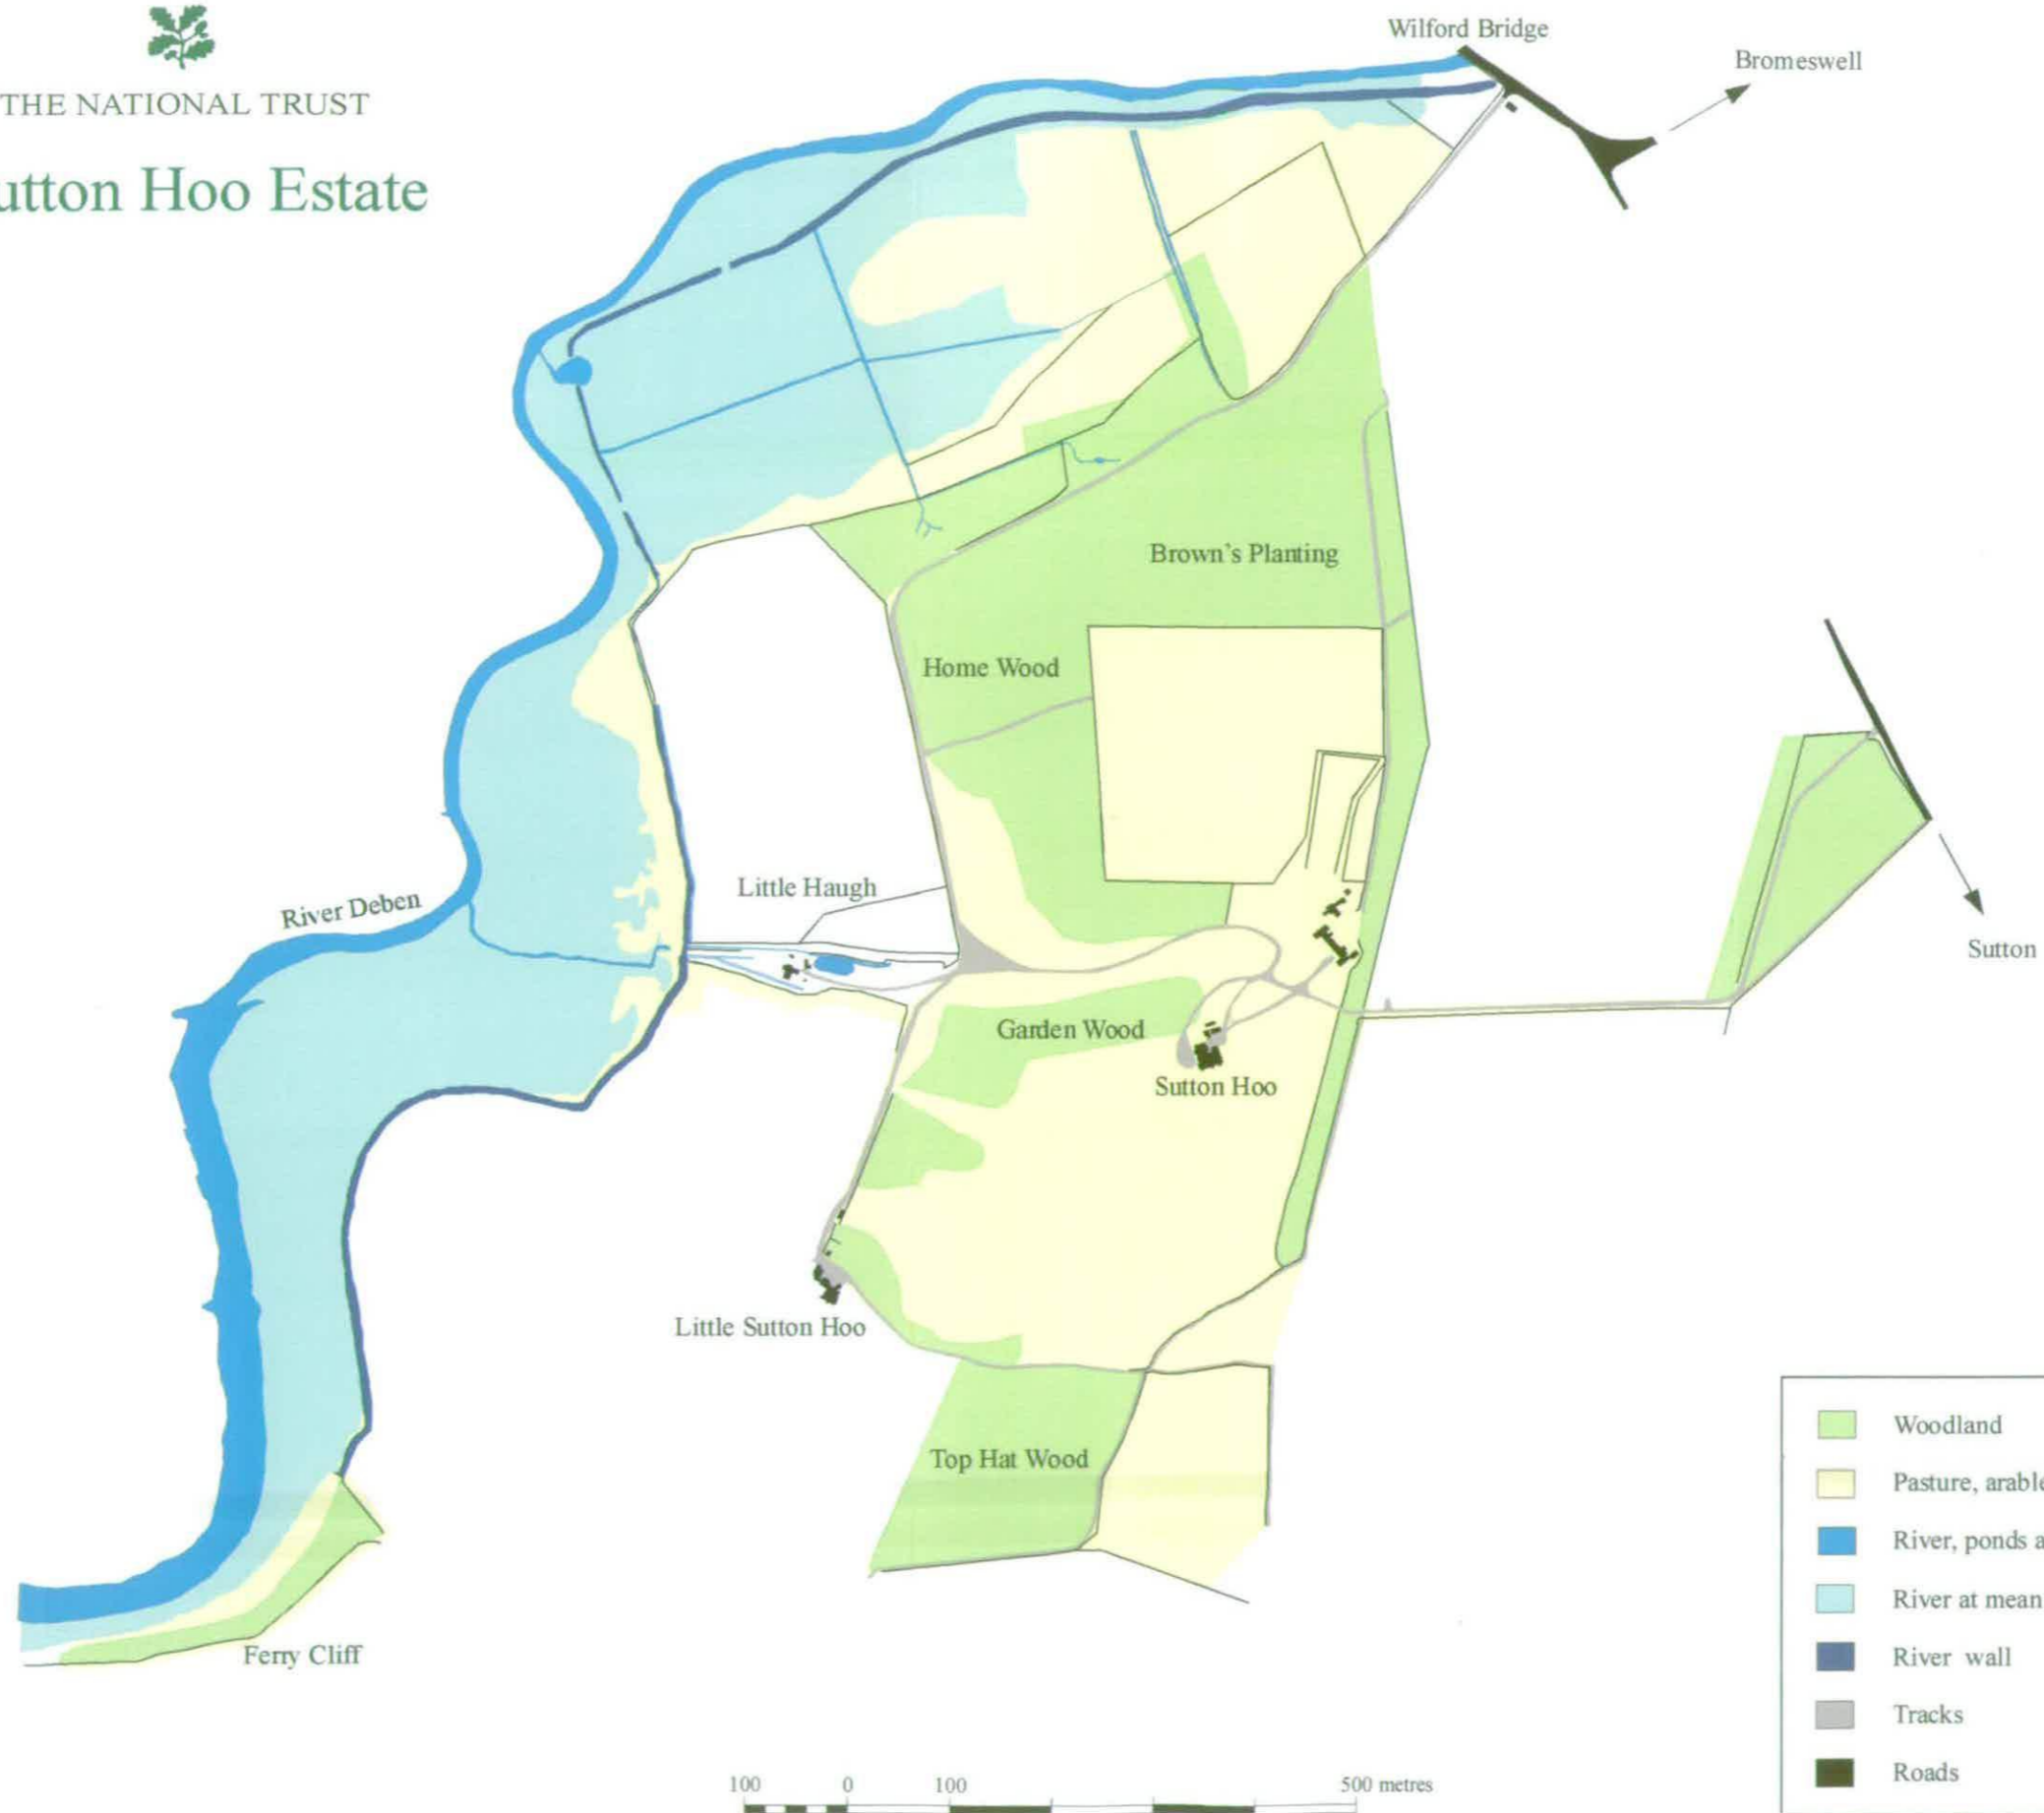 THE NATIONAL TRUST
utton Hoo Estate
Wilford Bridge
Bromeswell
Brown's Planting
Home Wood
Little Haugh
River Deben
Sutton
Garden Wood
Sutton Hoo
Little Sutton Hoo
Top Hat Wood
Ferry Cliff
Woodland
Pasture, arable
River, ponds a
River at mean
River wall
Tracks
Roads
100 0 100 500 metres